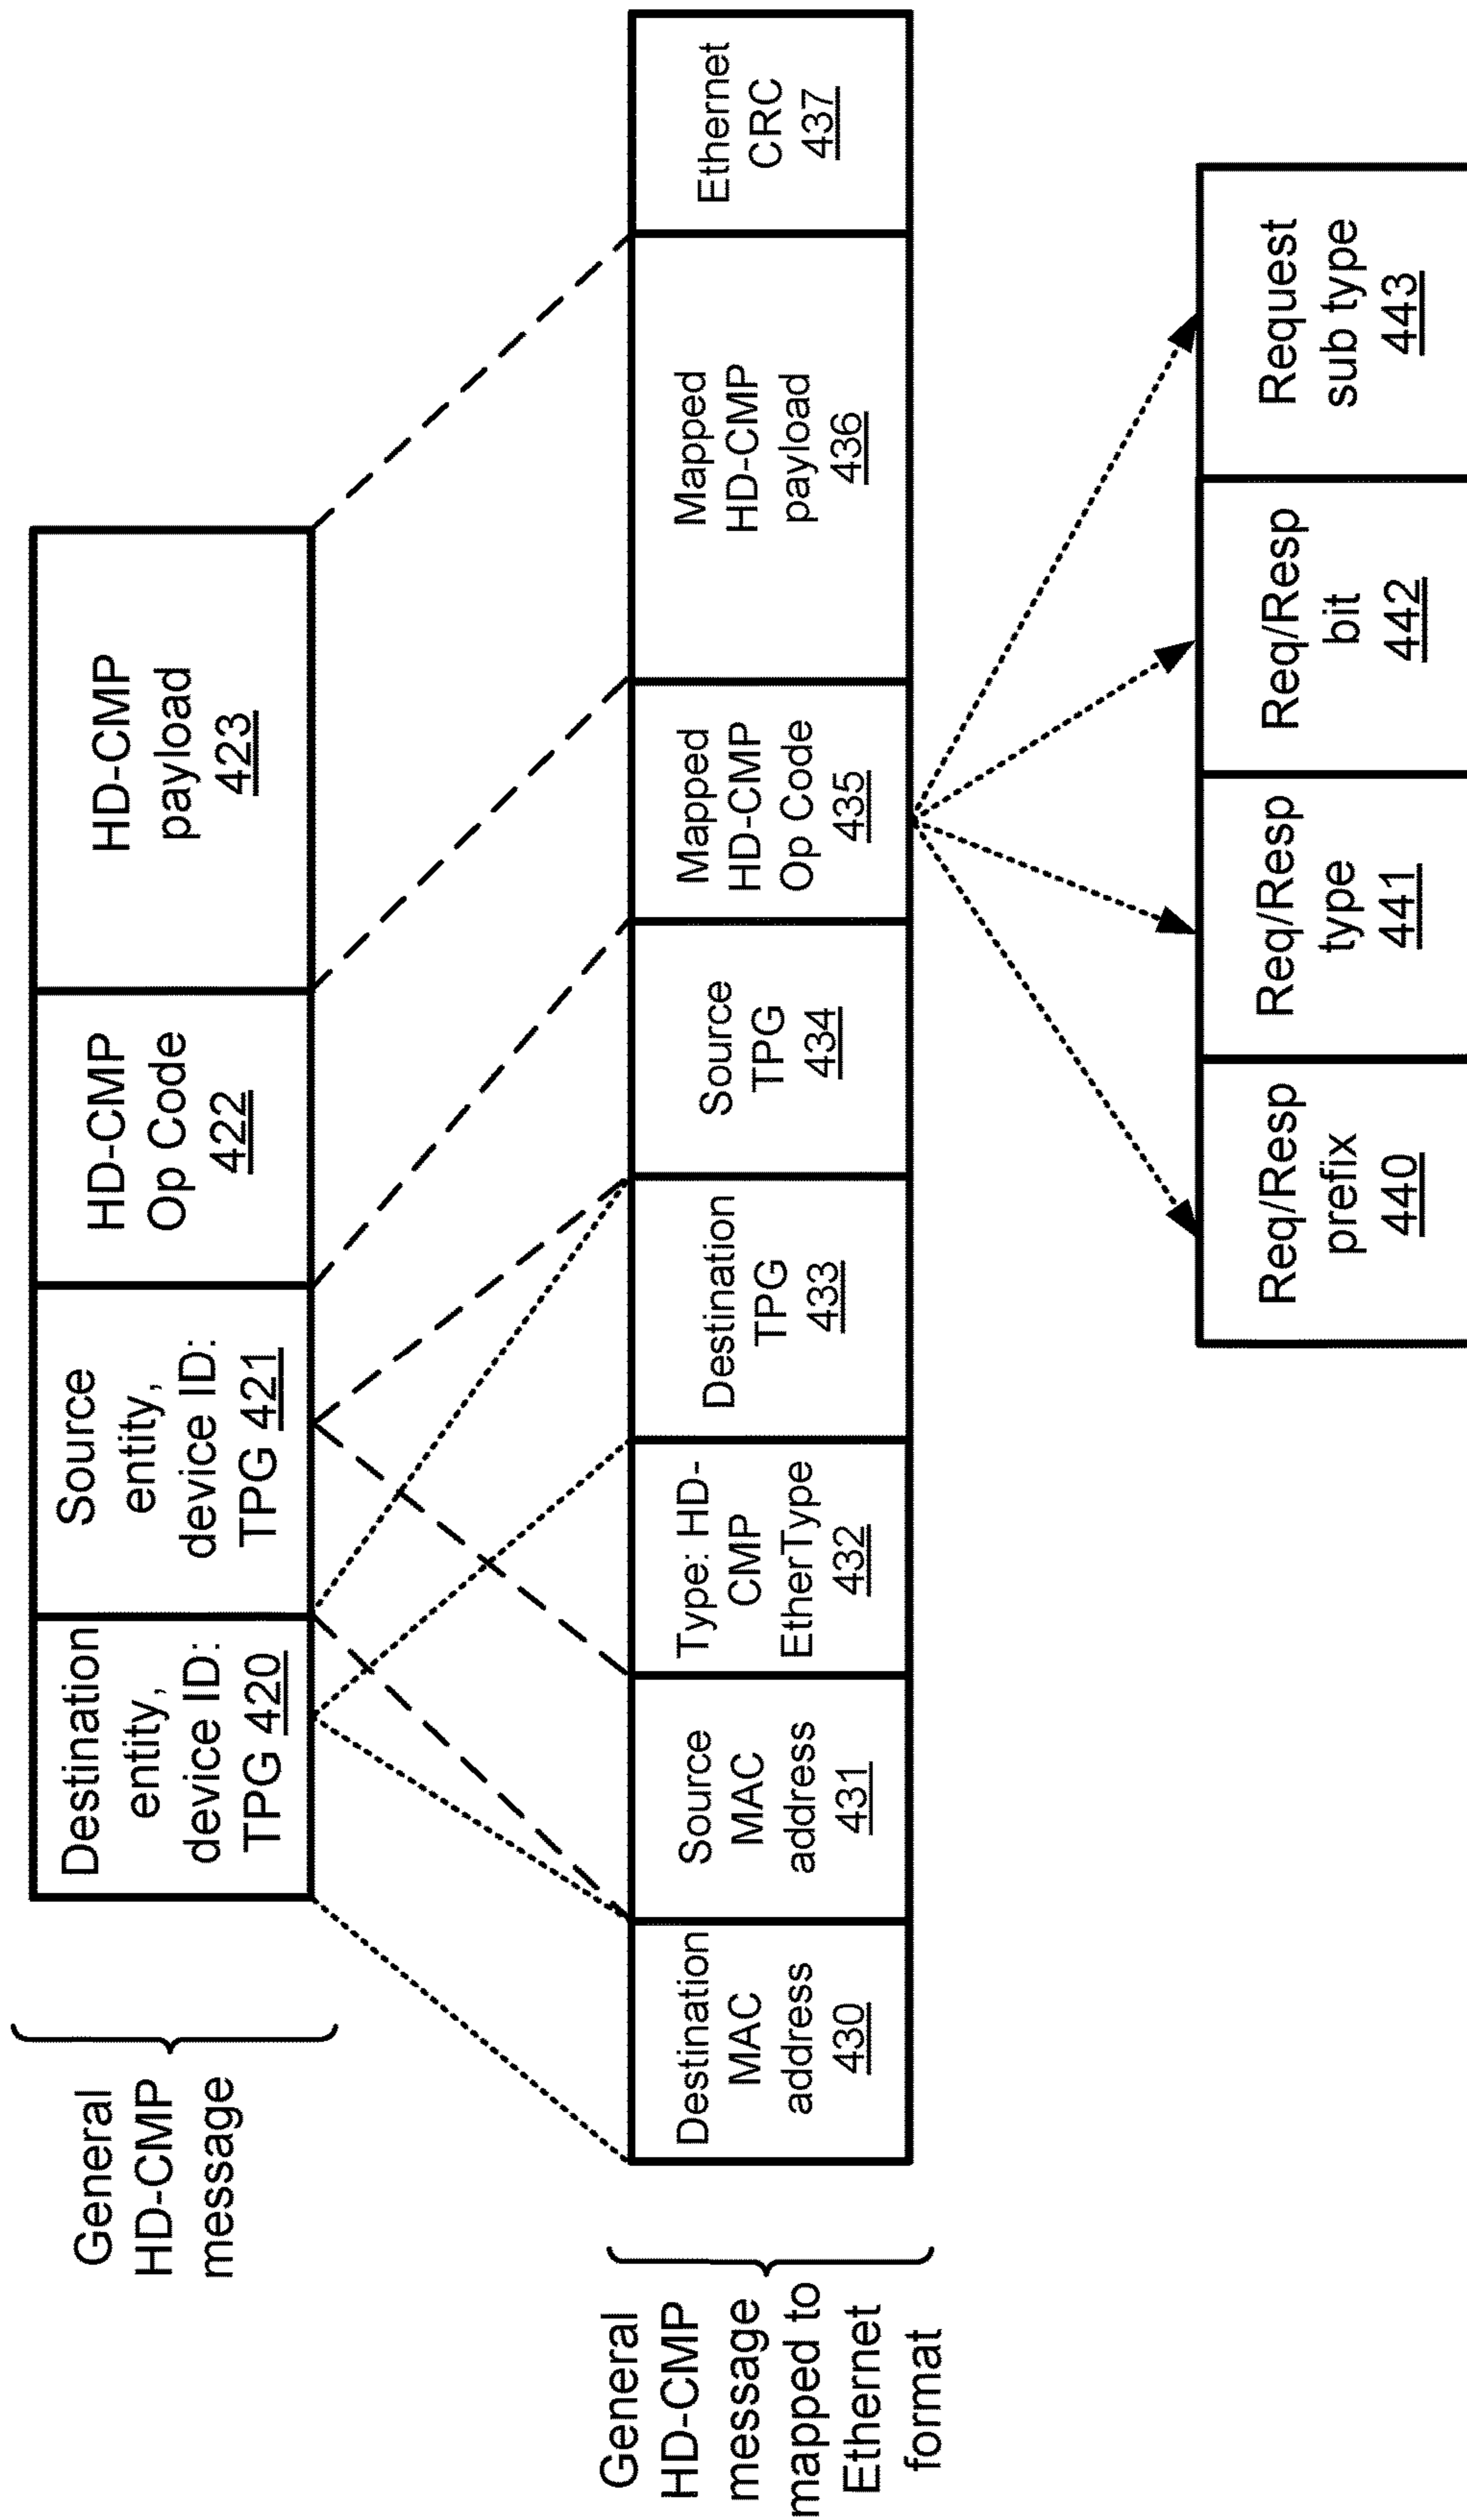 General
HD-CMP
message
Destination
entity,
device ID:
TPG 420
Source
entity,
device ID:
TPG 421
HD-CMP
Op Code
422
HD-CMP
payload
423
General
HD-CMP
message
mapped to
Ethernet
format
Destination
MAC
address
430
Source
MAC
address
431
Type: HD-
CMP
EtherType
432
Destination
TPG
433
Source
TPG
434
Mapped
HD-CMP
Op Code
435
Mapped
HD-CMP
payload
436
Ethernet
CRC
437
Req/Resp
prefix
440
Req/Resp
type
441
Req/Resp
bit
442
Request
sub type
443